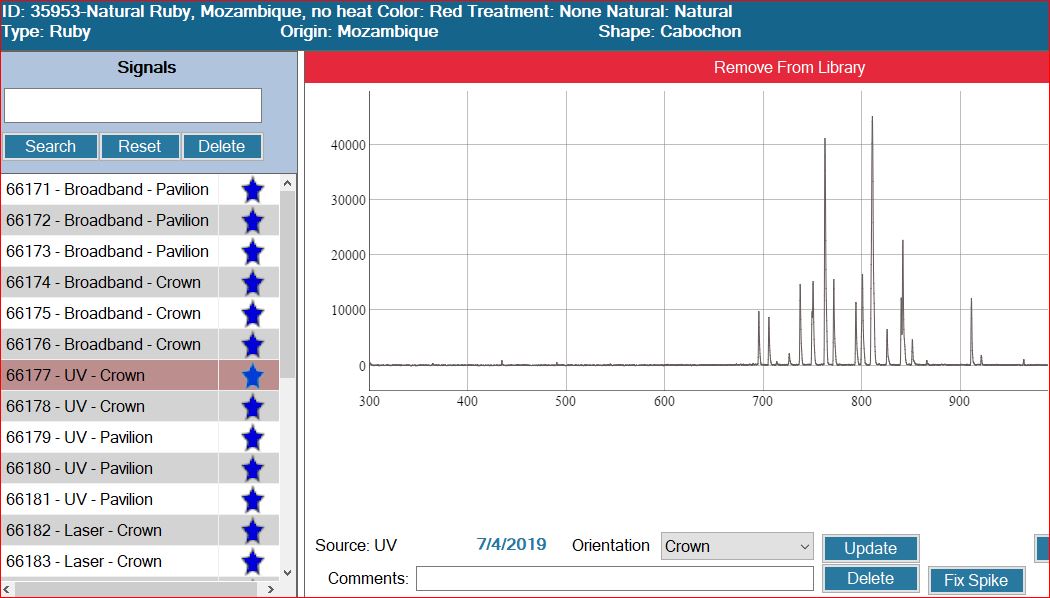 ID: 35953-Natural Ruby, Mozambique, no heat Color: Red Treatment: None Natural: Natural
Type: Ruby Origin: Mozambique Shape: Cabochon
Signals
Remove From Library
Search Reset Delete
66171 - Broadband - Pavilion
66172 - Broadband - Pavilion
66173 - Broadband - Pavilion
66174 - Broadband - Crown
66175 - Broadband - Crown
66176 - Broadband - Crown
66177 - UV - Crown
66178 - UV - Crown
66179 - UV - Pavilion
66180 - UV - Pavilion
66181 - UV - Pavilion
66182 - Laser - Crown
66183 - Laser - Crown
40000
30000
20000
10000
0
300 400 500 600 700 800 900
Source: UV 7/4/2019 Orientation Crown Update
Comments: Delete Fix Spike